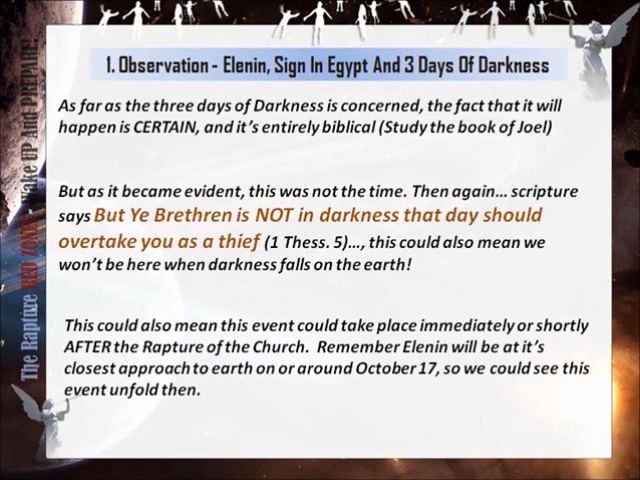 1. Observation - Elenin, Sign In Egypt And 3 Days Of Darkness
As far as the three days of Darkness is concerned, the fact that it will
happen is CERTAIN, and it's entirely biblical (Study the book of Joel)
But as it became evident, this was not the time. Then again... scripture
says But Ye Brethren is NOT in darkness that day should
overtake you as a thief (1 Thess. 5)..., this could also mean we
won't be here when darkness falls on the earth!
This could also mean this event could take place immediately or shortly
AFTER the Rapture of the Church. Remember Elenin will be at it's
closest approach to earth on or around October 17, so we could see this
event unfold then.
The Rapture RED ZONE - Wake UP And PREPARE!